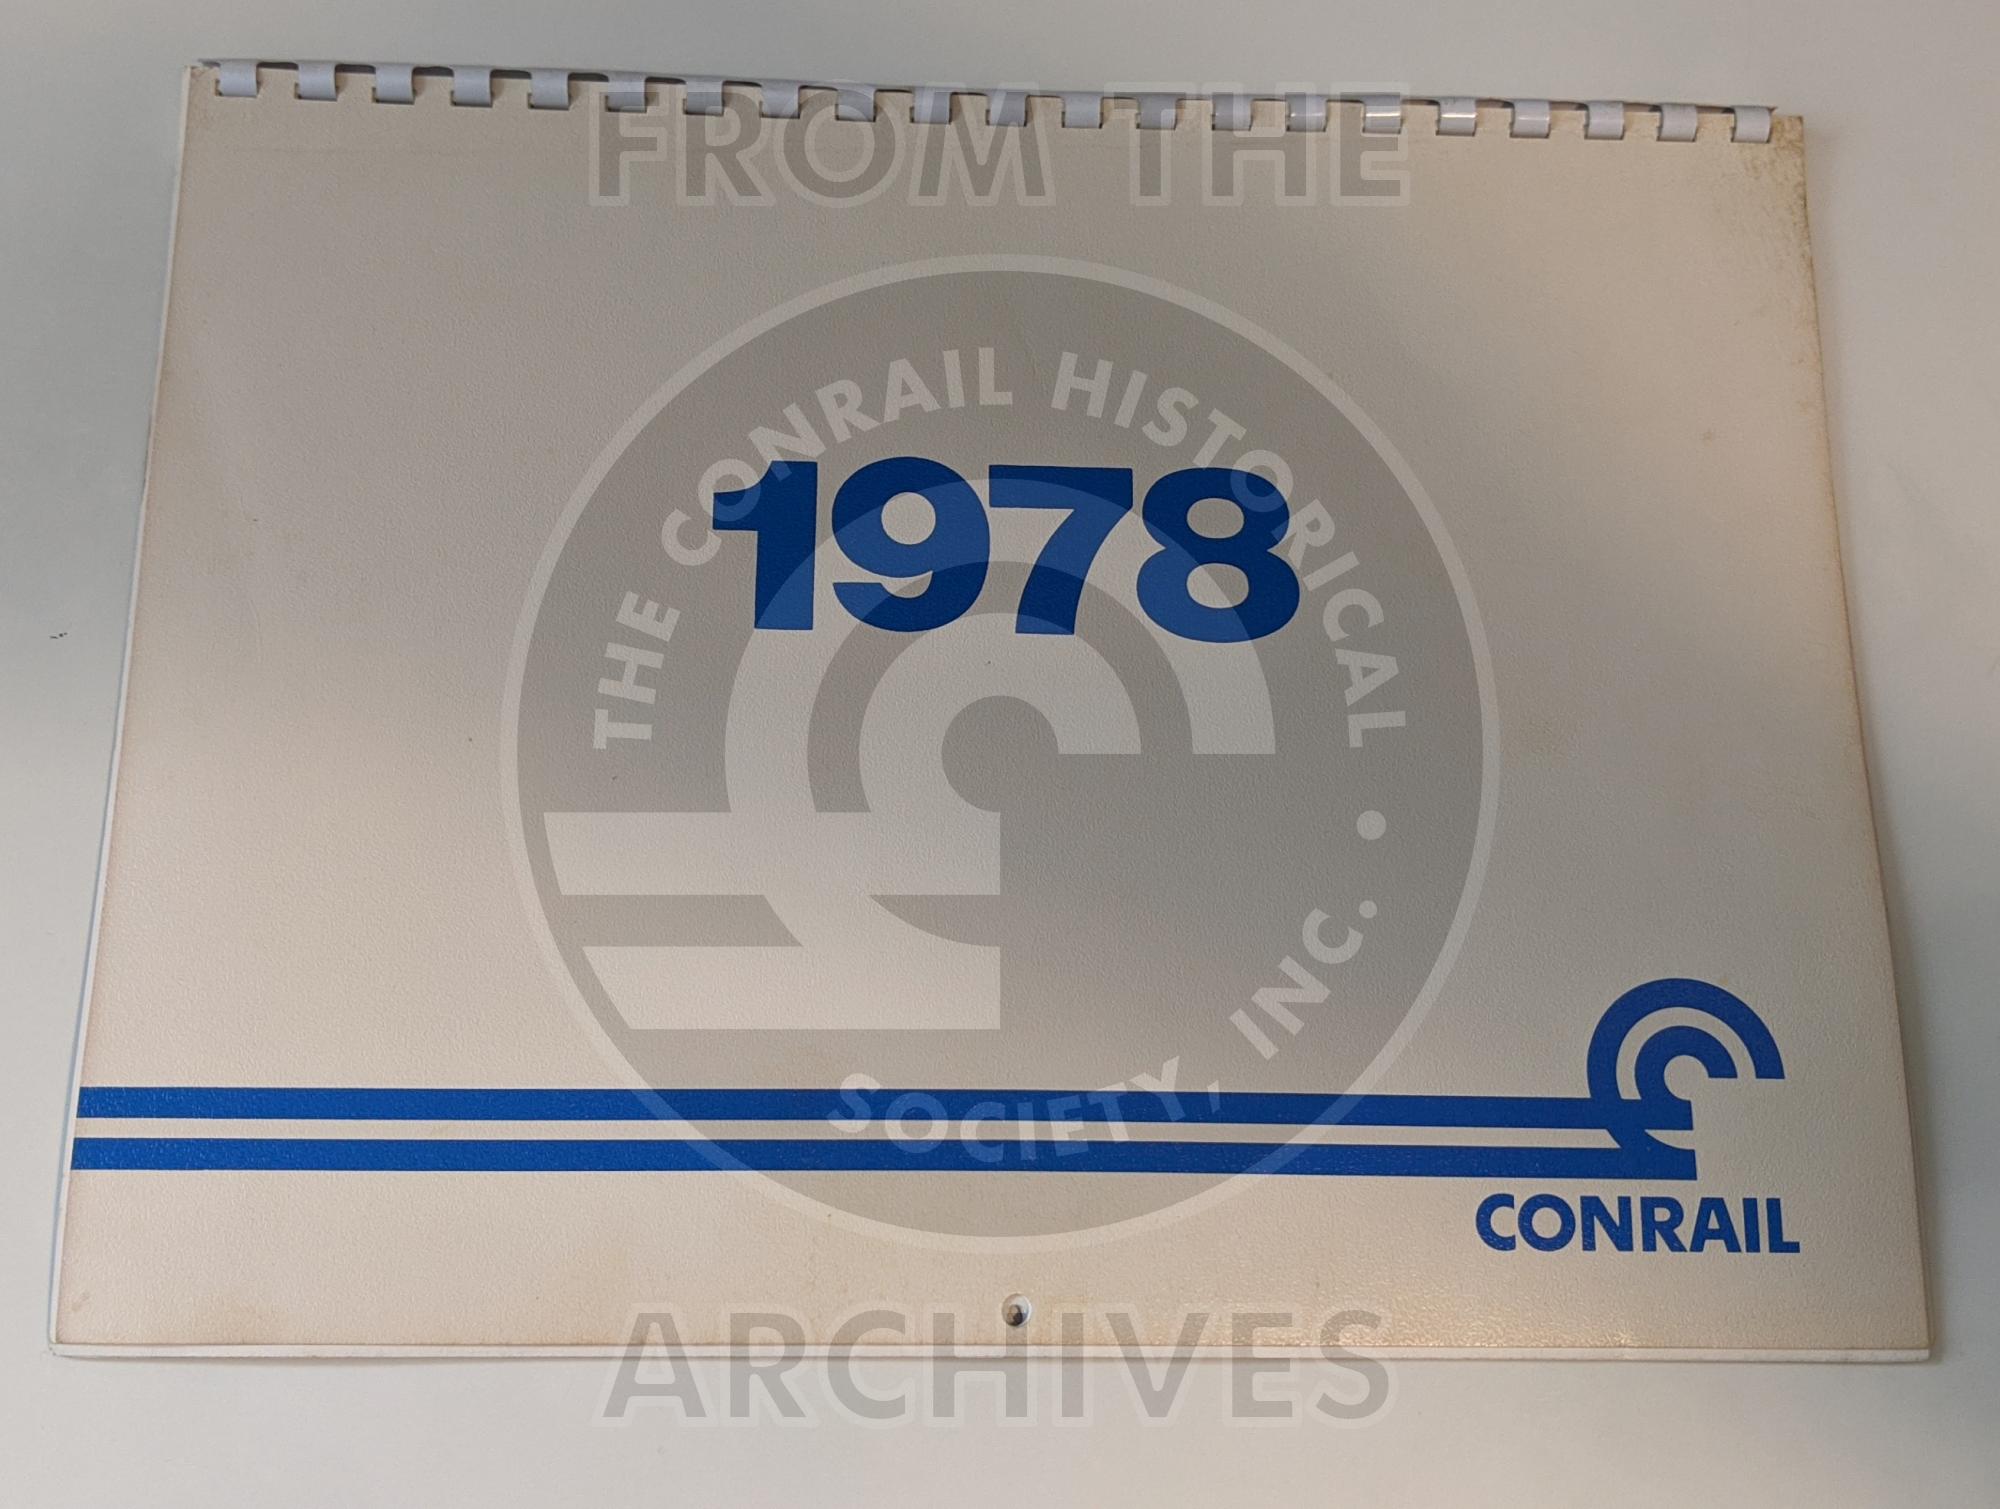 FROM THE
THE CONRAIL HISTORICAL
1978
SOCIETY, INC.
CONRAIL
ARCHIVES